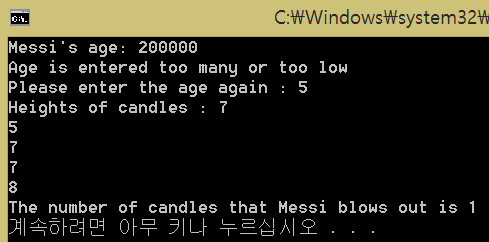 C:\Windows\system32\
Messi's age: 200000
Age is entered too many or too low
Please enter the age again : 5
Heights of candles : 7
5
7
7
8
The number of candles that Messi blows out is 1
계속하려면 아무 키나 누르십시오 . . .